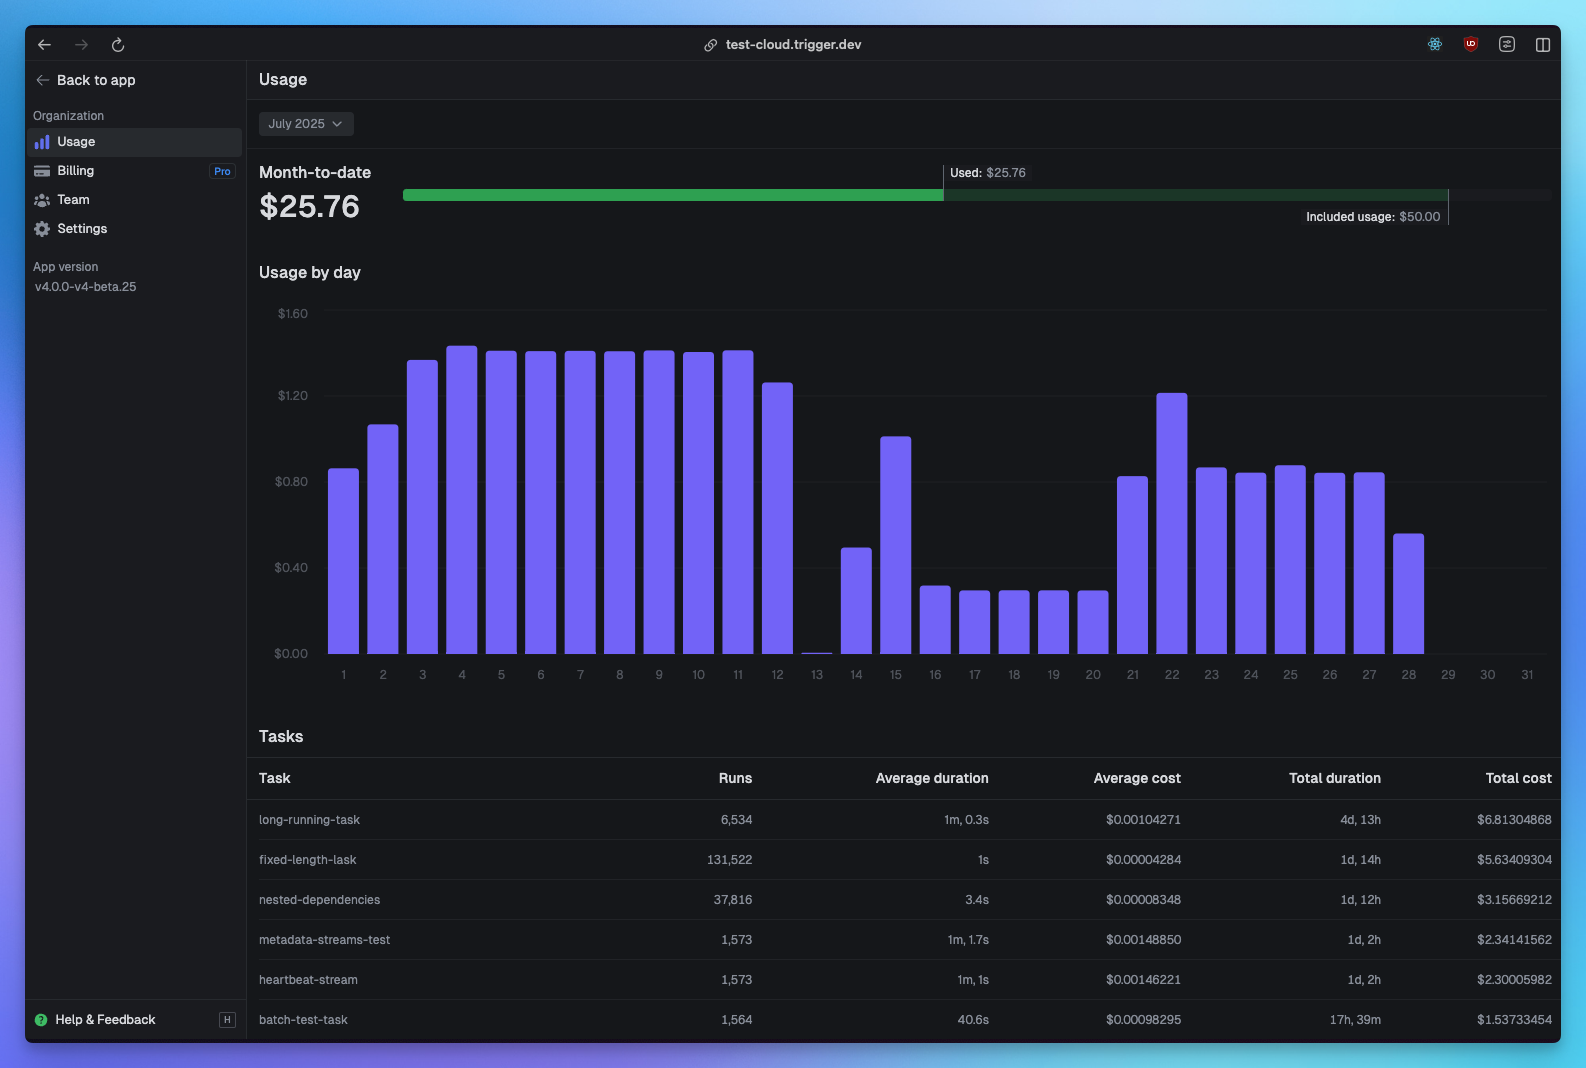 test-cloud.trigger.dev
UD
Back to app
Organization
Usage
Billing Pro
Team
Settings
App version
v4.0.0-v4-beta.25
Help & Feedback H
Usage
July 2025
Month-to-date
$25.76
Used: $25.76
Included usage: $50.00
Usage by day
$1.60
$1.20
$0.80
$0.40
$0.00
1 2 3 4 5 6 7 8 9 10 11 12 13 14 15 16 17 18 19 20 21 22 23 24 25 26 27 28 29 30 31
Tasks
Task Runs Average duration Average cost Total duration Total cost
long-running-task 6,534 1m, 0.3s $0.00104271 4d, 13h $6.81304868
fixed-length-lask 131,522 1s $0.00004284 1d, 14h $5.63409304
nested-dependencies 37,816 3.4s $0.00008348 1d, 12h $3.15669212
metadata-streams-test 1,573 1m, 1.7s $0.00148850 1d, 2h $2.34141562
heartbeat-stream 1,573 1m, 1s $0.00146221 1d, 2h $2.30005982
batch-test-task 1,564 40.6s $0.00098295 17h, 39m $1.53733454